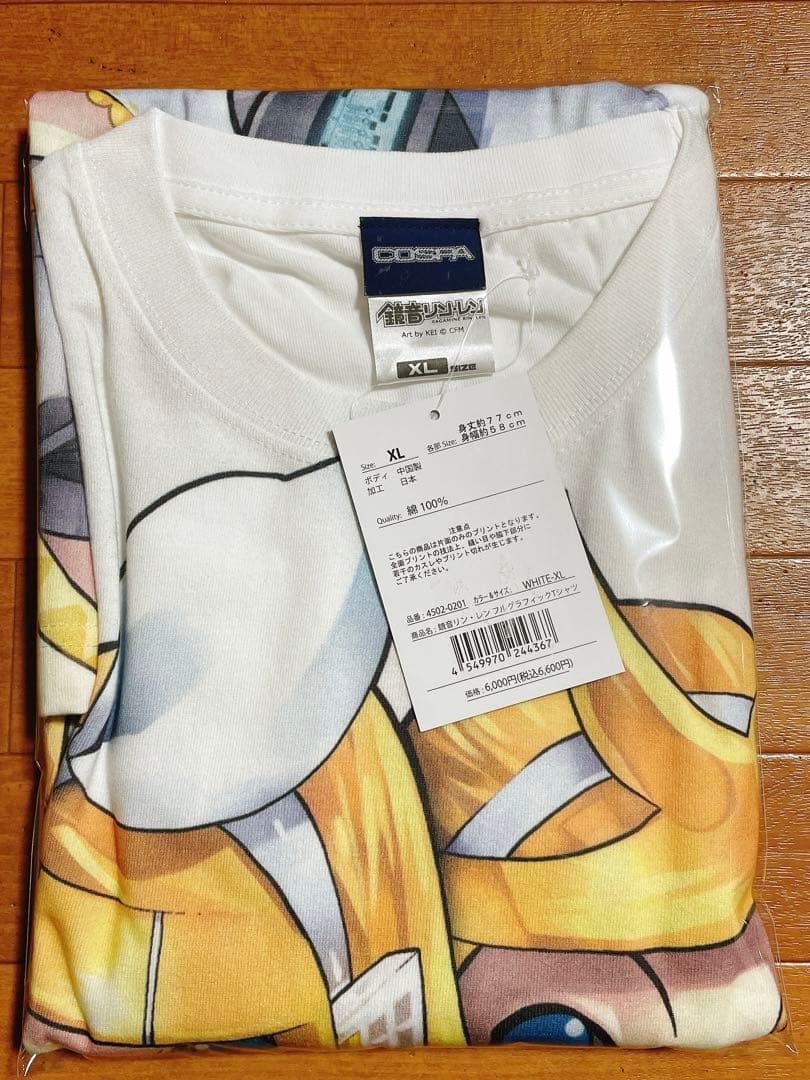 COSPA
鏡音リン・レン
KAGAMINE RIN・LEN
Art by KEI © CFM
XL SIZE
Size: XL 各部 Size: 身丈約77cm
身幅約58cm
ボディ 中国製
加工 日本
Quality: 綿100%
注意点
こちらの商品は片面のみのプリントとなります。
全面プリントの技法上、縫い目や脇下部分に
若干のカスレやプリント切れが生じます。
ご了承ください。
品番: 4502-0201 カラー&サイズ: WHITE-XL
商品名: 鏡音リン・レン フルグラフィックTシャツ
4 549970 244367
価格: 6,000円(税込6,600円)